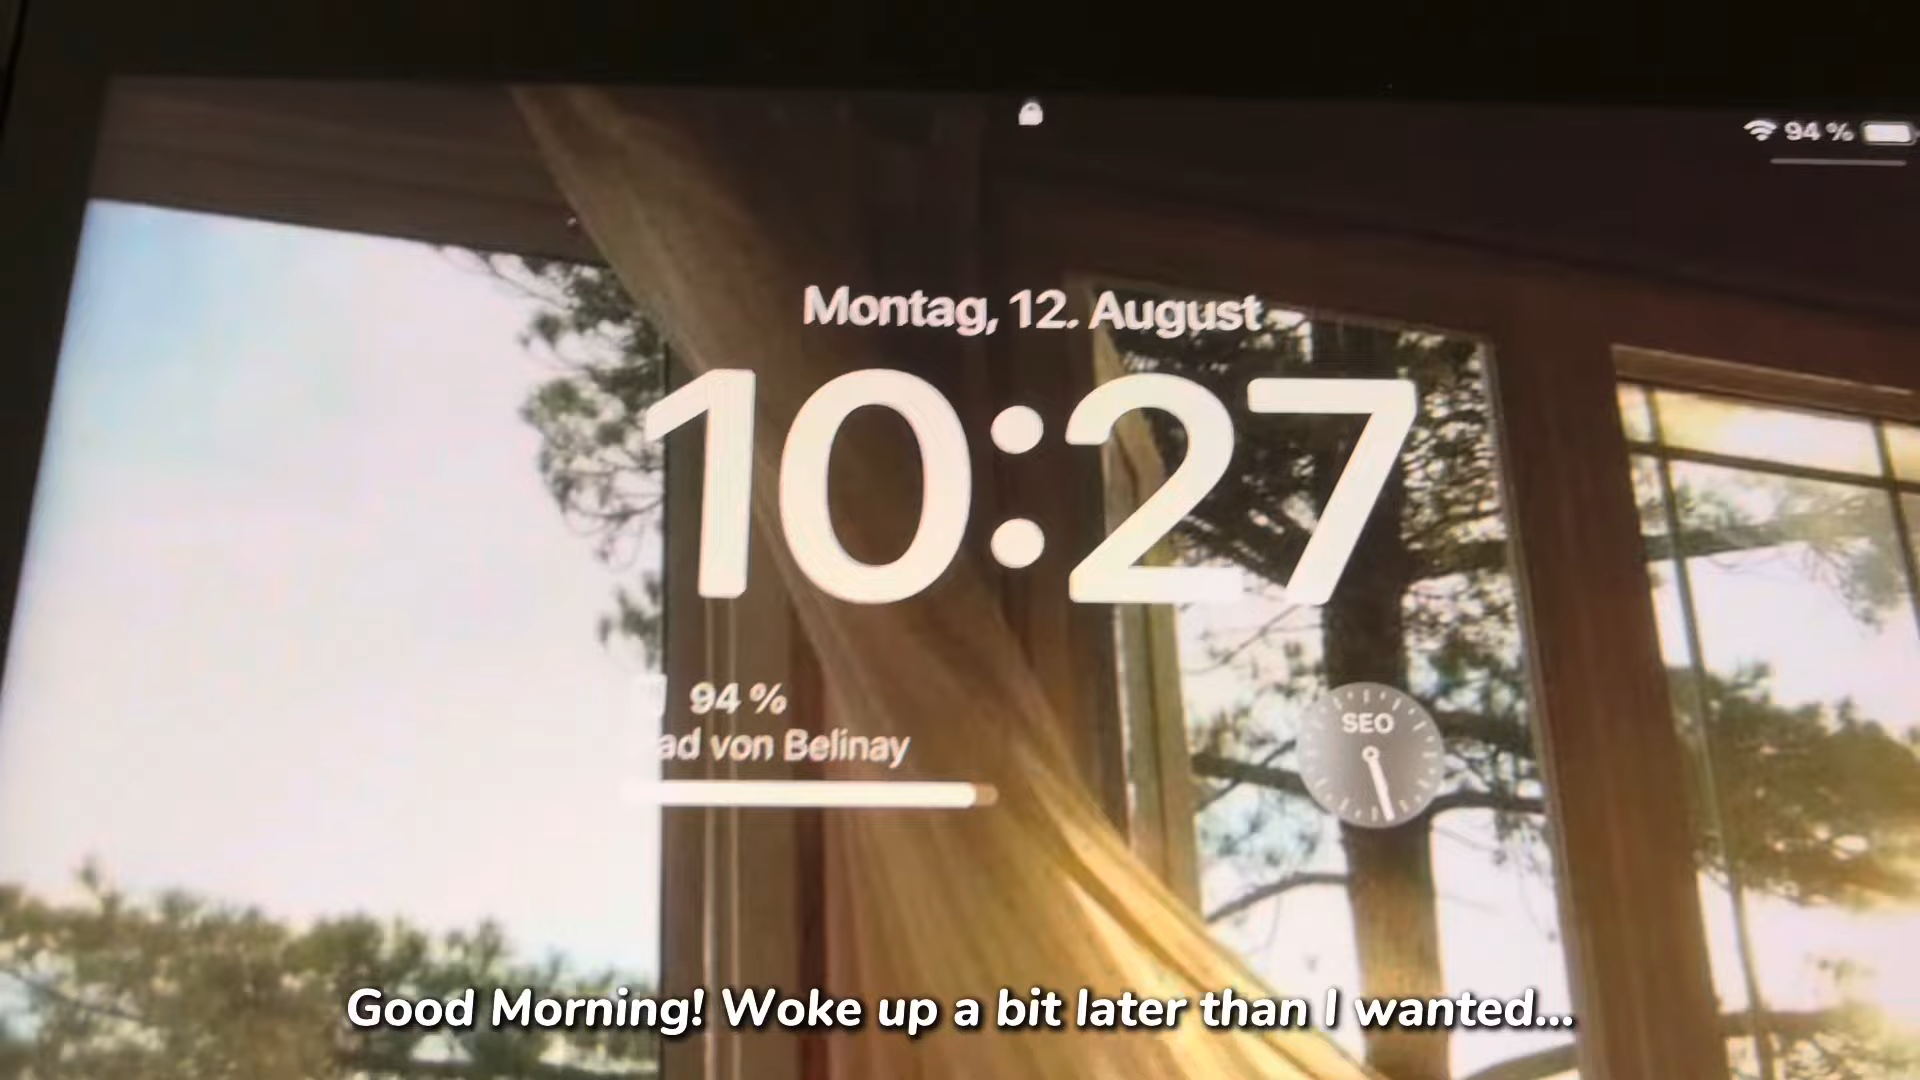 94 %
Montag, 12. August
10:27
94 %
ad von Belinay
SEO
Good Morning! Woke up a bit later than I wanted...